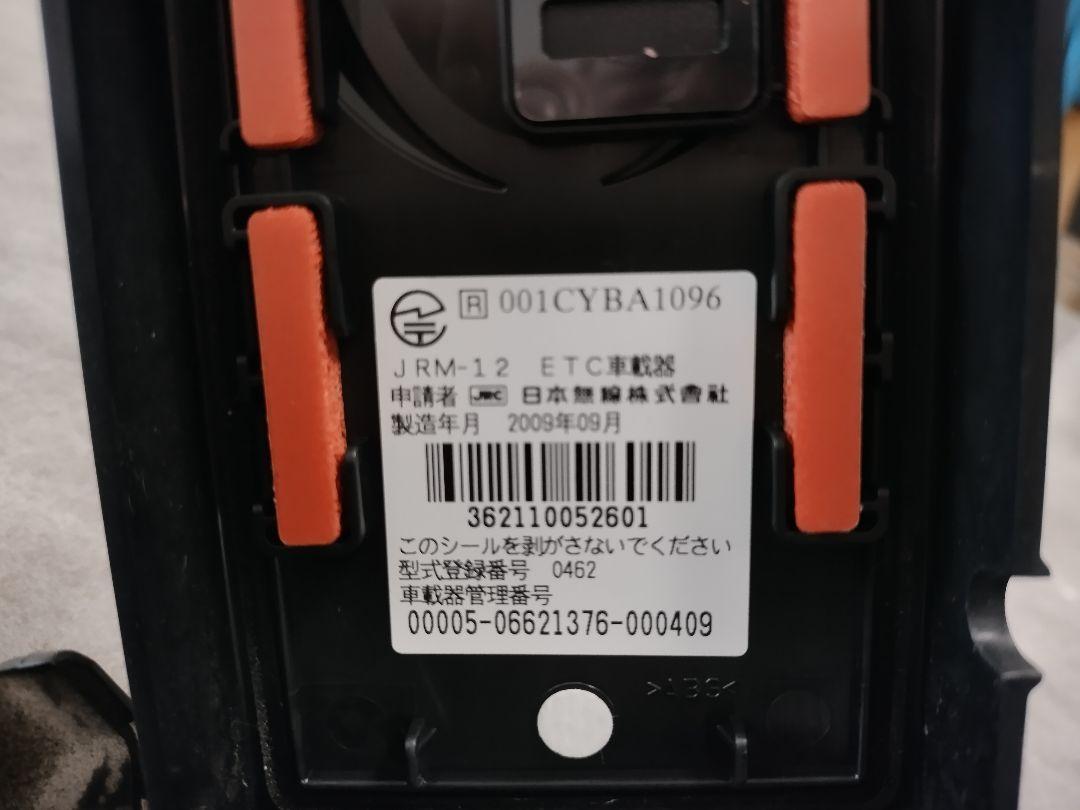 R 001CYBA1096
JRM-12 ETC車載器
申請者 JRC 日本無線株式會社
製造年月 2009年09月
362110052601
このシールを剥がさないでください
型式登録番号 0462
車載器管理番号
00005-06621376-000409
>ABS<